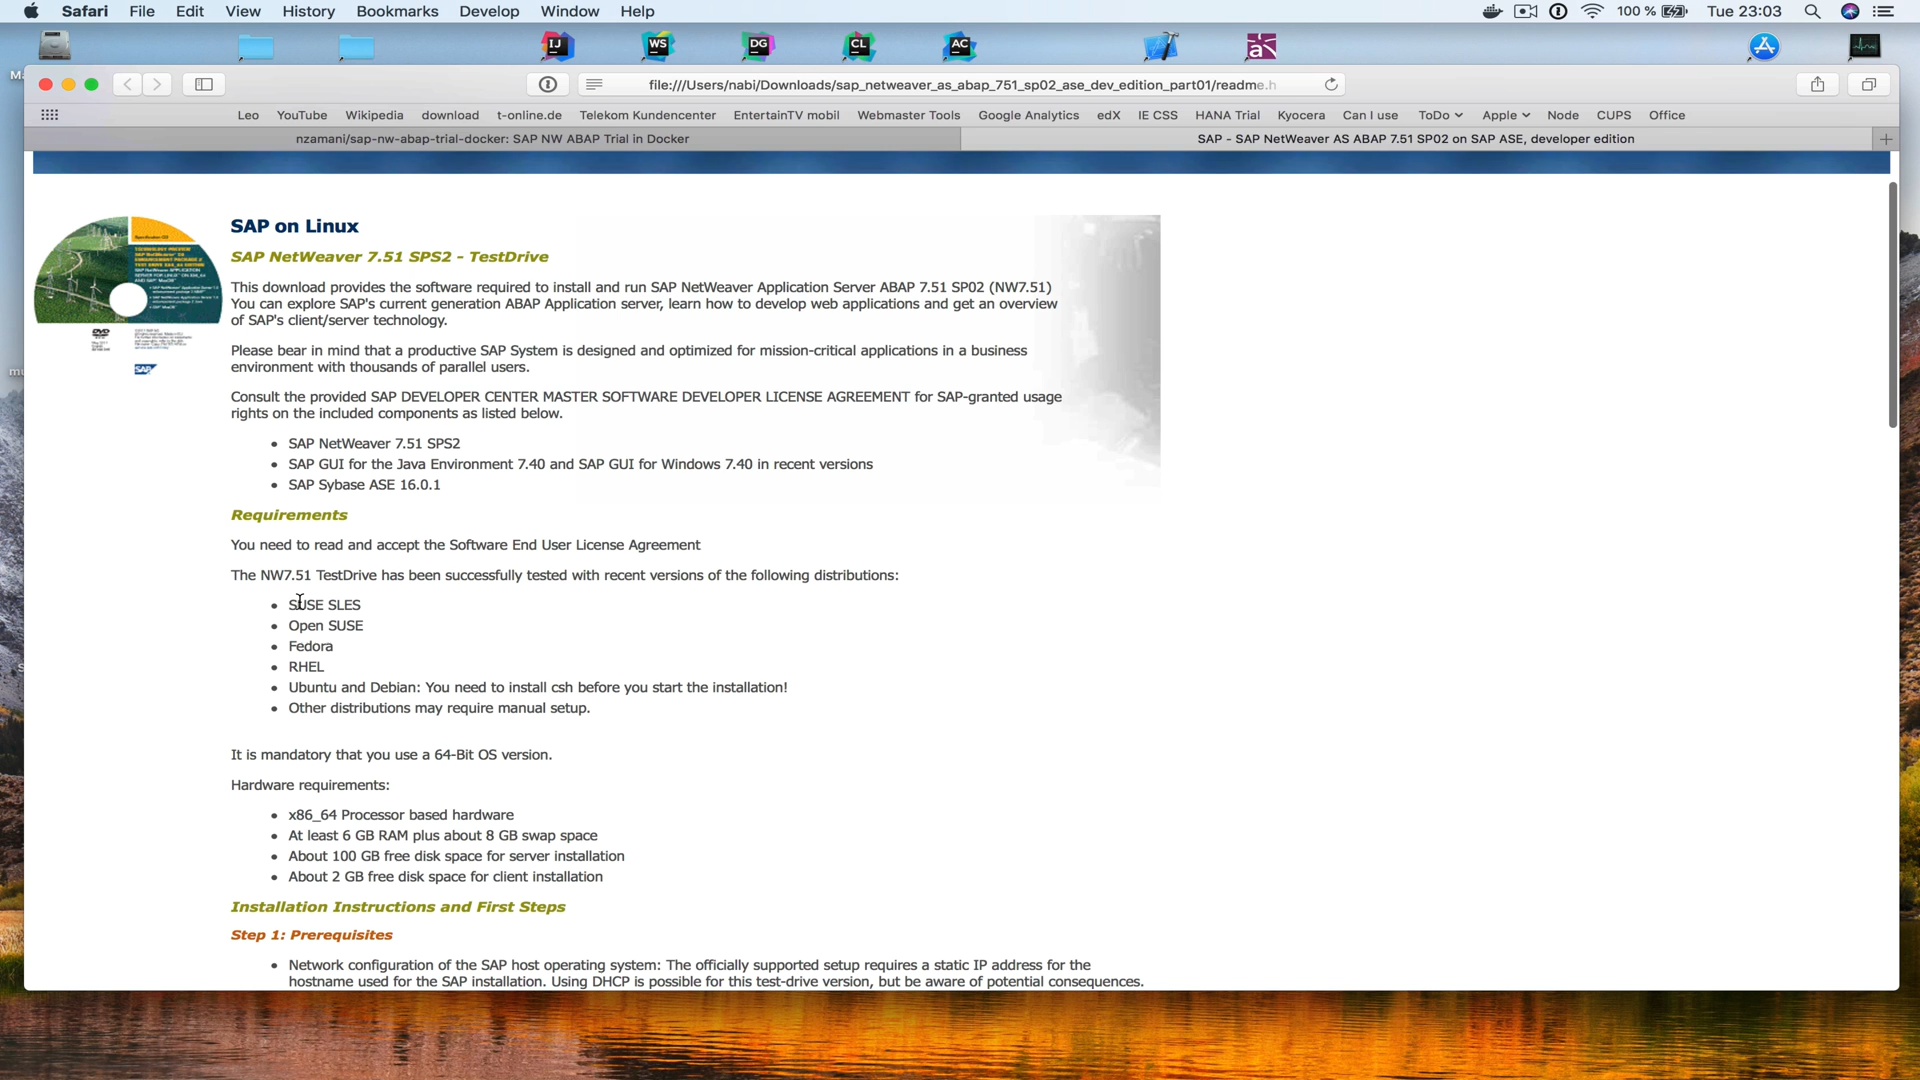 Safari File Edit View History Bookmarks Develop Window Help 100 % Tue 23:03
IJ WS DG CL AC
file:///Users/nabi/Downloads/sap_netweaver_as_abap_751_sp02_ase_dev_edition_part01/readme.h
Leo YouTube Wikipedia download t-online.de Telekom Kundencenter EntertainTV mobil Webmaster Tools Google Analytics edX IE CSS HANA Trial Kyocera Can I use ToDo Apple Node CUPS Office
nzamani/sap-nw-abap-trial-docker: SAP NW ABAP Trial in Docker SAP - SAP NetWeaver AS ABAP 7.51 SP02 on SAP ASE, developer edition
SAP on Linux
SAP NetWeaver 7.51 SPS2 - TestDrive
This download provides the software required to install and run SAP NetWeaver Application Server ABAP 7.51 SP02 (NW7.51)
You can explore SAP's current generation ABAP Application server, learn how to develop web applications and get an overview
of SAP's client/server technology.
Please bear in mind that a productive SAP System is designed and optimized for mission-critical applications in a business
environment with thousands of parallel users.
Consult the provided SAP DEVELOPER CENTER MASTER SOFTWARE DEVELOPER LICENSE AGREEMENT for SAP-granted usage
rights on the included components as listed below.
• SAP NetWeaver 7.51 SPS2
• SAP GUI for the Java Environment 7.40 and SAP GUI for Windows 7.40 in recent versions
• SAP Sybase ASE 16.0.1
Requirements
You need to read and accept the Software End User License Agreement
The NW7.51 TestDrive has been successfully tested with recent versions of the following distributions:
• SUSE SLES
• Open SUSE
• Fedora
• RHEL
• Ubuntu and Debian: You need to install csh before you start the installation!
• Other distributions may require manual setup.
It is mandatory that you use a 64-Bit OS version.
Hardware requirements:
• x86_64 Processor based hardware
• At least 6 GB RAM plus about 8 GB swap space
• About 100 GB free disk space for server installation
• About 2 GB free disk space for client installation
Installation Instructions and First Steps
Step 1: Prerequisites
• Network configuration of the SAP host operating system: The officially supported setup requires a static IP address for the
hostname used for the SAP installation. Using DHCP is possible for this test-drive version, but be aware of potential consequences.
DVD
SAP